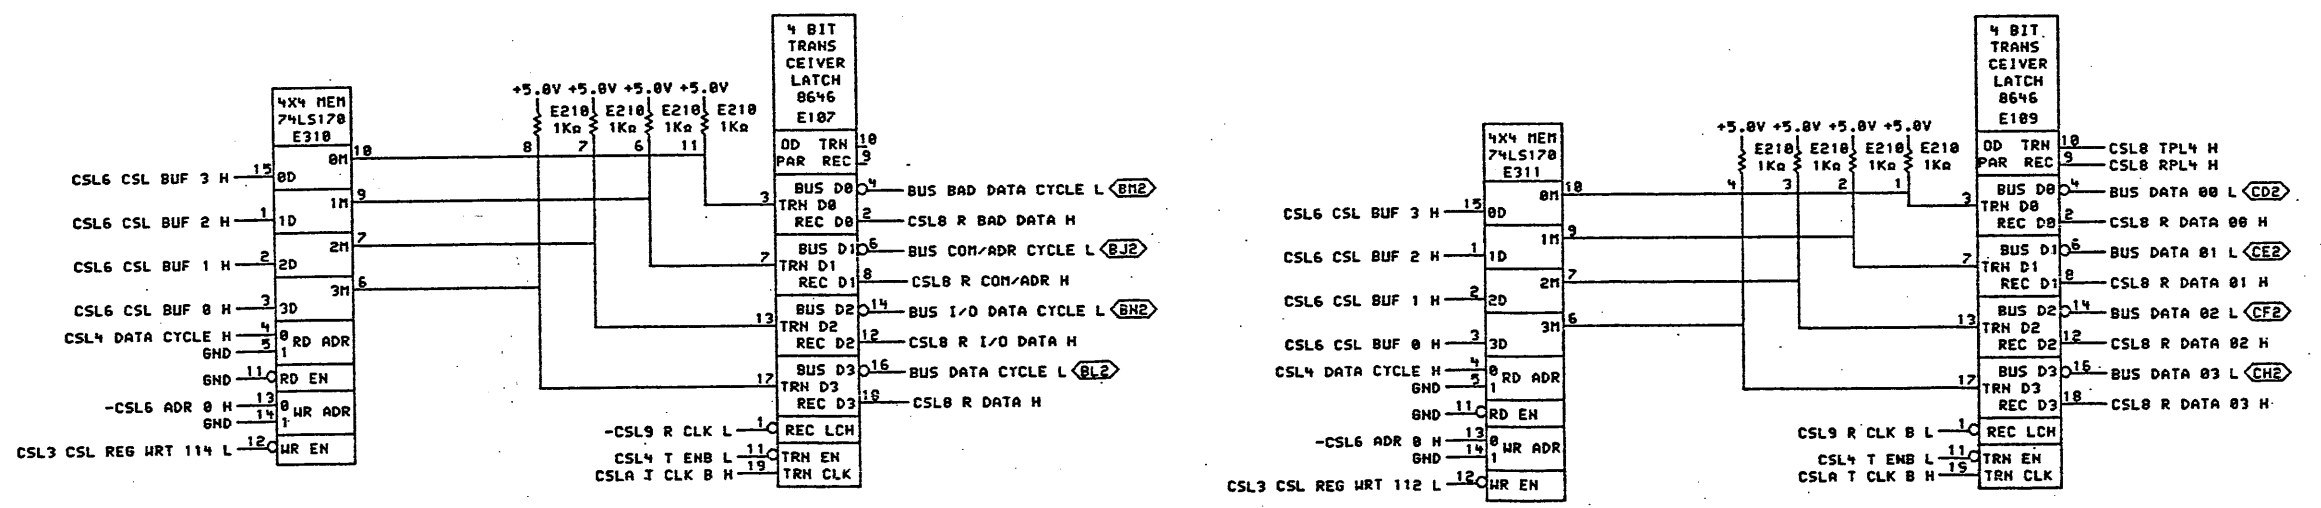 4X4 MEM
74LS170
E310
CSL6 CSL BUF 3 H 15 0D 0M 10
CSL6 CSL BUF 2 H 1 1D 1M 9
CSL6 CSL BUF 1 H 2 2D 2M 7
CSL6 CSL BUF 0 H 3 3D 3M 6
CSL4 DATA CYCLE H 4 0 RD ADR
GND 5 1
GND 11 RD EN
-CSL6 ADR 0 H 13 0 WR ADR
GND 14 1
CSL3 CSL REG WRT 114 L 12 WR EN
+5.0V +5.0V +5.0V +5.0V
E210 E210 E210 E210
1KΩ 1KΩ 1KΩ 1KΩ
8 7 6 11
4 BIT
TRANS
CEIVER
LATCH
8646
E107
OD TRN 10
PAR REC 9
BUS D0 4 BUS BAD DATA CYCLE L BM2
3 TRN D0
REC D0 2 CSL8 R BAD DATA H
BUS D1 6 BUS COM/ADR CYCLE L BJ2
7 TRN D1
REC D1 8 CSL8 R COM/ADR H
BUS D2 14 BUS I/O DATA CYCLE L BN2
13 TRN D2
REC D2 12 CSL8 R I/O DATA H
BUS D3 16 BUS DATA CYCLE L BL2
17 TRN D3
REC D3 18 CSL8 R DATA H
-CSL9 R CLK L 1 REC LCH
CSL4 T ENB L 11 TRN EN
CSLA T CLK B H 19 TRN CLK
4X4 MEM
74LS170
E311
CSL6 CSL BUF 3 H 15 0D 0M 10
CSL6 CSL BUF 2 H 1 1D 1M 9
CSL6 CSL BUF 1 H 2 2D 2M 7
CSL6 CSL BUF 0 H 3 3D 3M 6
CSL4 DATA CYCLE H 4 0 RD ADR
GND 5 1
GND 11 RD EN
-CSL6 ADR 0 H 13 0 WR ADR
GND 14 1
CSL3 CSL REG WRT 112 L 12 WR EN
+5.0V +5.0V +5.0V +5.0V
E210 E210 E210 E210
1KΩ 1KΩ 1KΩ 1KΩ
4 3 2 1
4 BIT
TRANS
CEIVER
LATCH
8646
E109
OD TRN 10 CSL8 TPL4 H
PAR REC 9 CSL8 RPL4 H
BUS D0 4 BUS DATA 00 L CD2
3 TRN D0
REC D0 2 CSL8 R DATA 00 H
BUS D1 6 BUS DATA 01 L CE2
7 TRN D1
REC D1 8 CSL8 R DATA 01 H
BUS D2 14 BUS DATA 02 L CF2
13 TRN D2
REC D2 12 CSL8 R DATA 02 H
BUS D3 16 BUS DATA 03 L CH2
17 TRN D3
REC D3 18 CSL8 R DATA 03 H
CSL9 R CLK B L 1 REC LCH
CSL4 T ENB L 11 TRN EN
CSLA T CLK B H 19 TRN CLK